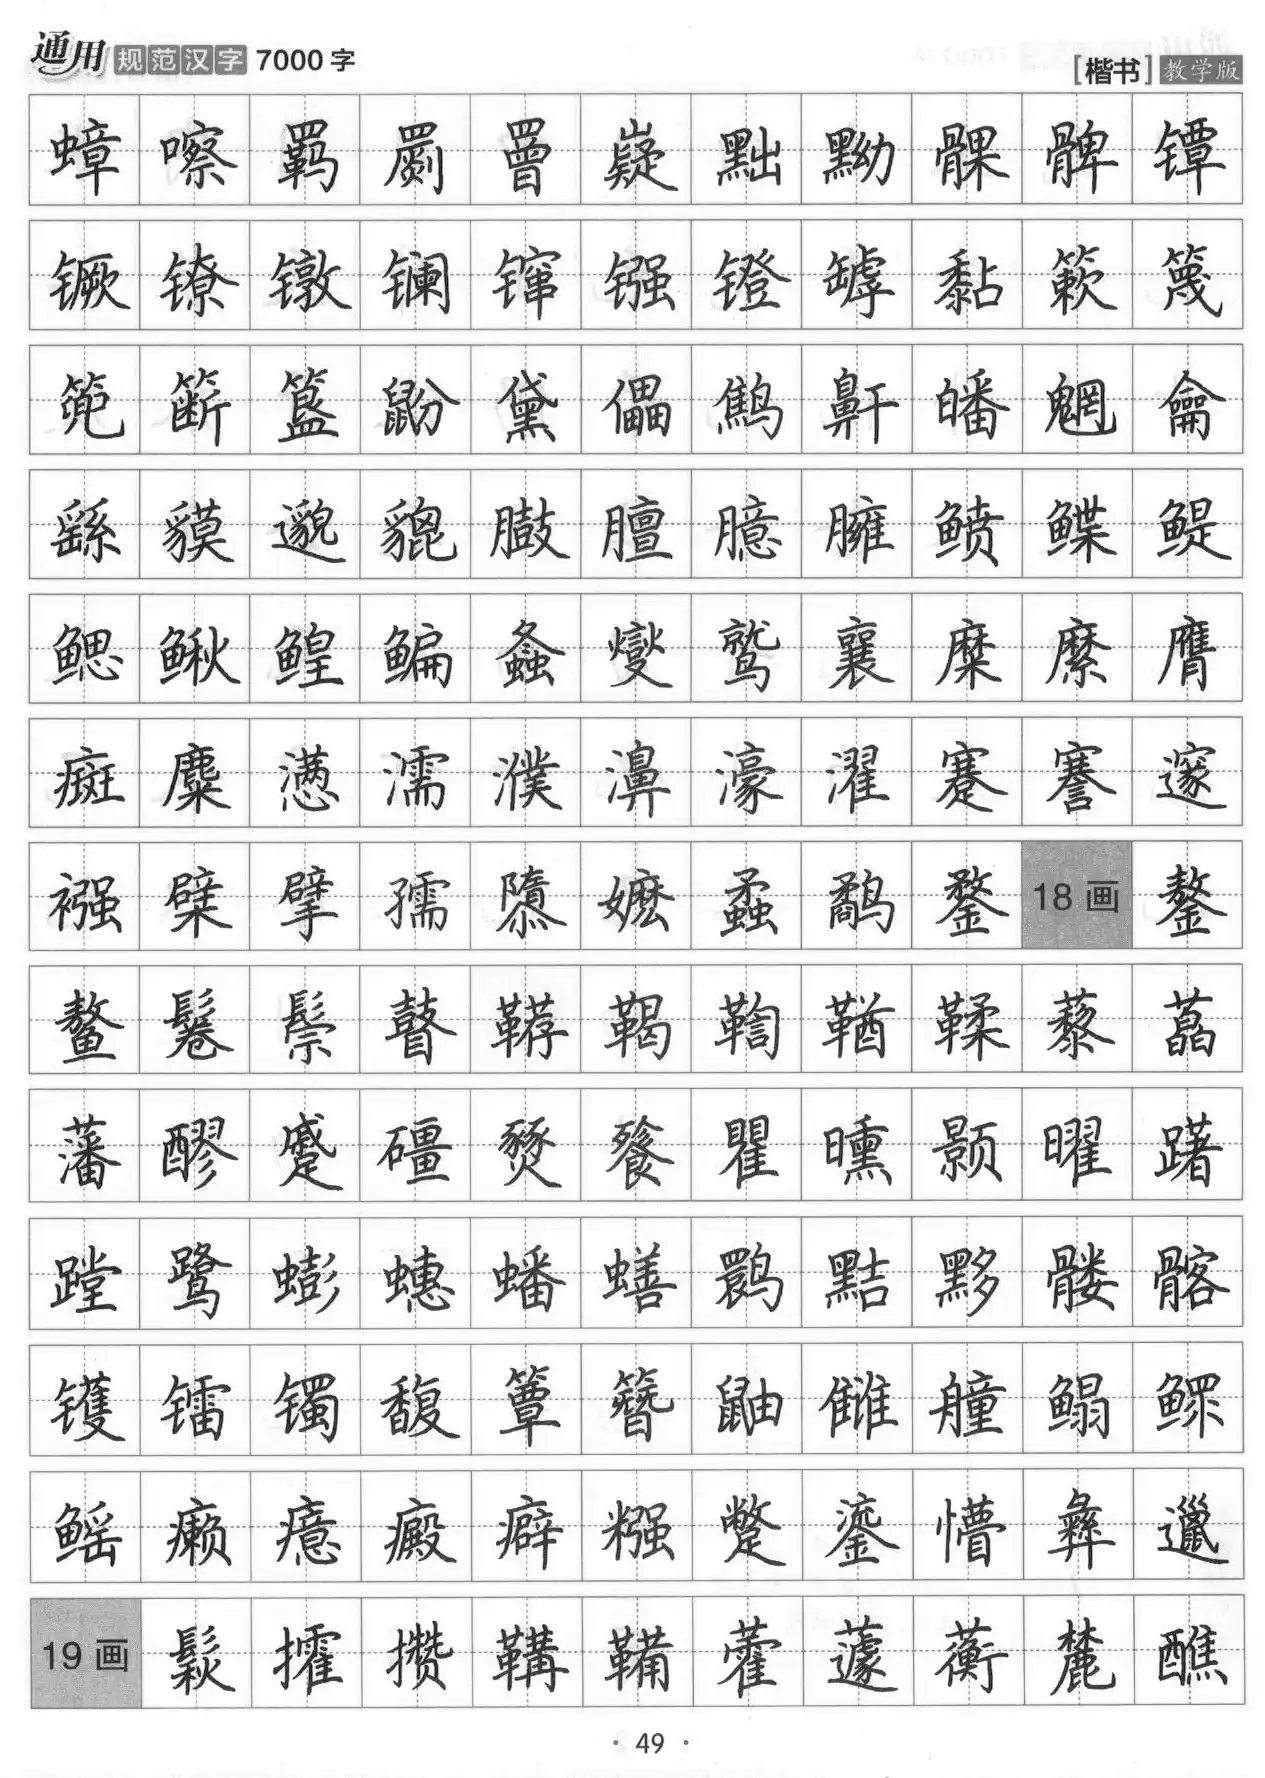 通用规范汉字 7000 字
[楷书] 教学版
蟑嚓羁罽罾嶷黜黝髁髀镡
镢镣镦镧镩镪镫罅黏簌篾
篼簖簋鼢黛儡鹪鼾皤魍龠
繇貘邈貔臌膻臆臃鲼鲽鳀
鳃鳅鳇鳊螽燮鹫襄糜縻膺
癍麋懑濡濮濞濠濯蹇謇邃
襁檗擘孺隳嬷蟊鹬鍪 18 画 鏊
鳌鬈鬃瞽鞯鞨鞫鞧鞣藜藠
藩醪蹙礓燹餮瞿曛颢曜躇
蹚鹭蟛蟪蟠蟮鹮黠黟髅髂
镬镭镯馥簟簪鼬雠艟鳎鳏
鳐癞癔癜癖糨蹩鎏懵彝邋
19 画 鬏攉攒鞲鞴藿蘧蘅麓醮
· 49 ·